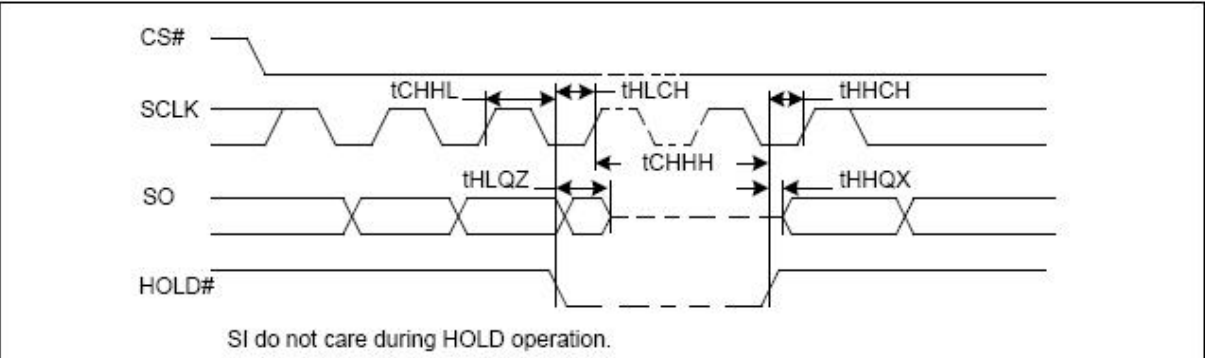 CS#
tCHHL
tHLCH
tHHCH
SCLK
tCHHH
tHLQZ
tHHQX
SO
HOLD#
SI do not care during HOLD operation.